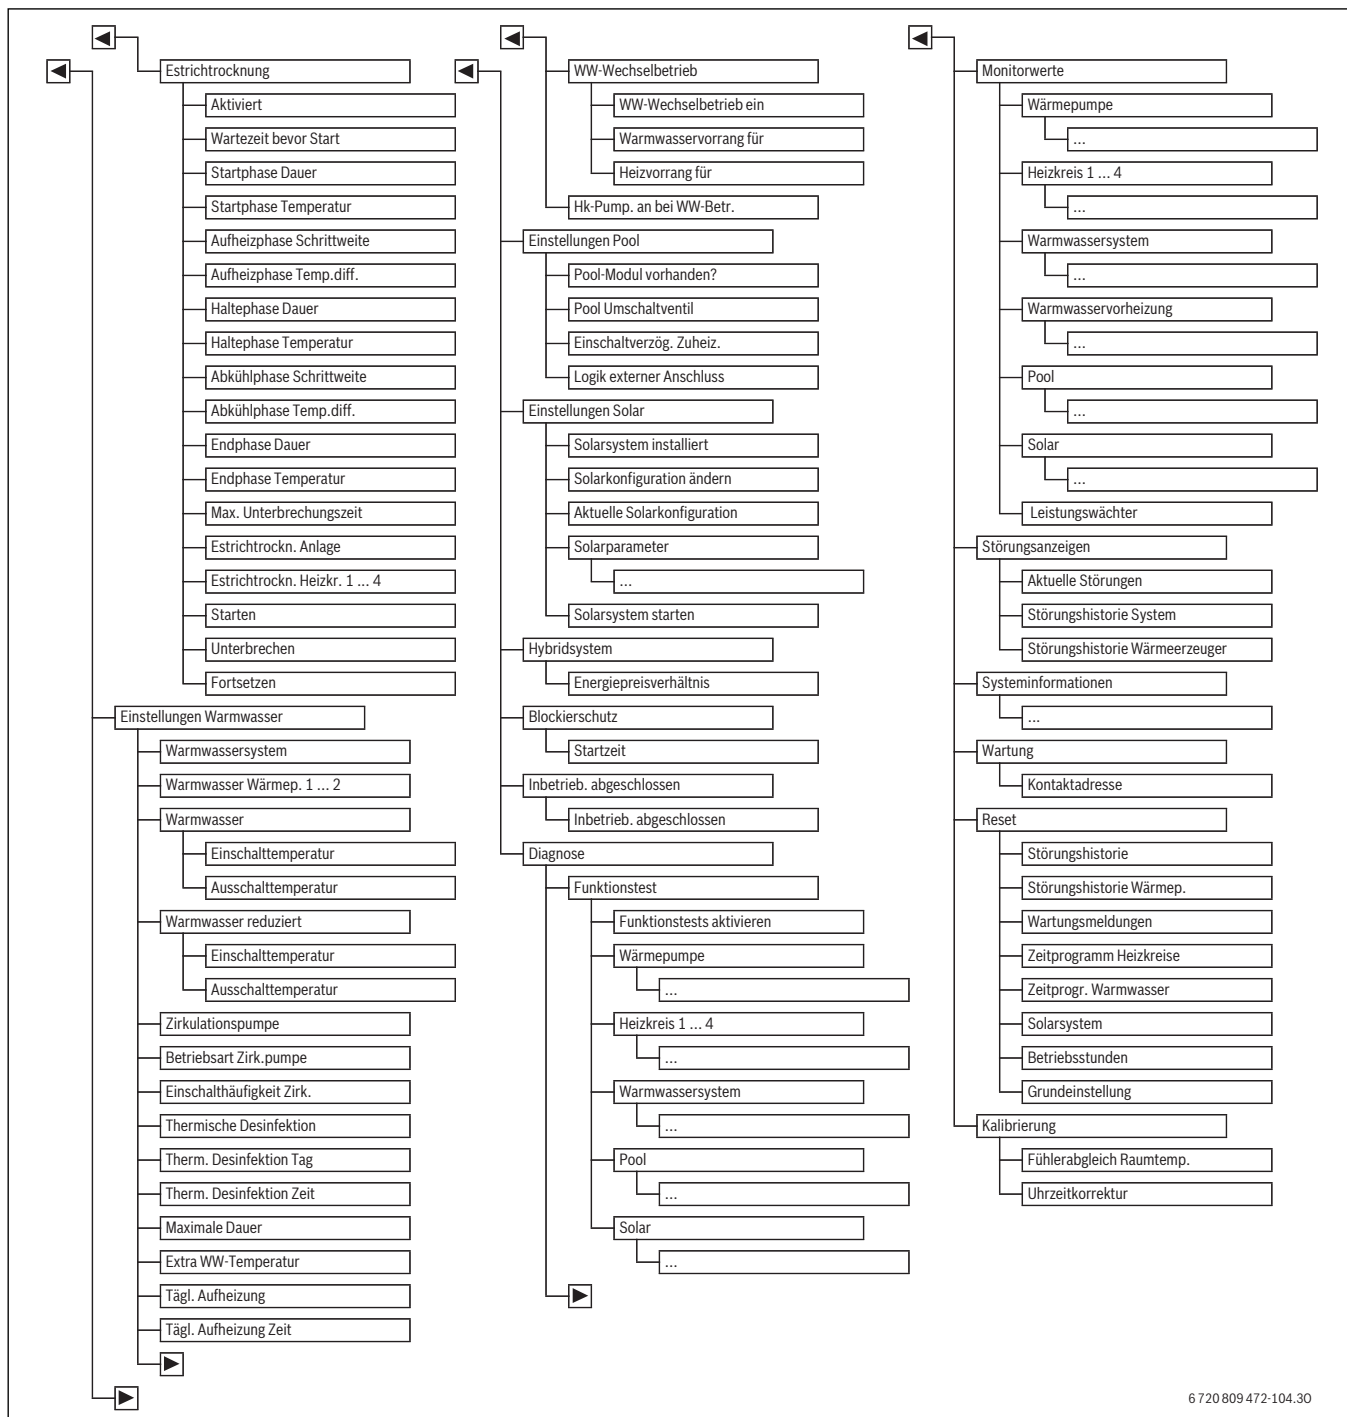 Estrichtrocknung
Aktiviert
Wartezeit bevor Start
Startphase Dauer
Startphase Temperatur
Aufheizphase Schrittweite
Aufheizphase Temp.diff.
Haltephase Dauer
Haltephase Temperatur
Abkühlphase Schrittweite
Abkühlphase Temp.diff.
Endphase Dauer
Endphase Temperatur
Max. Unterbrechungszeit
Estrichtrockn. Anlage
Estrichtrockn. Heizkr. 1 ... 4
Starten
Unterbrechen
Fortsetzen
Einstellungen Warmwasser
Warmwassersystem
Warmwasser Wärmep. 1 ... 2
Warmwasser
Einschalttemperatur
Ausschalttemperatur
Warmwasser reduziert
Einschalttemperatur
Ausschalttemperatur
Zirkulationspumpe
Betriebsart Zirk.pumpe
Einschalthäufigkeit Zirk.
Thermische Desinfektion
Therm. Desinfektion Tag
Therm. Desinfektion Zeit
Maximale Dauer
Extra WW-Temperatur
Tägl. Aufheizung
Tägl. Aufheizung Zeit
WW-Wechselbetrieb
WW-Wechselbetrieb ein
Warmwasservorrang für
Heizvorrang für
Hk-Pump. an bei WW-Betr.
Einstellungen Pool
Pool-Modul vorhanden?
Pool Umschaltventil
Einschaltverzög. Zuheiz.
Logik externer Anschluss
Einstellungen Solar
Solarsystem installiert
Solarkonfiguration ändern
Aktuelle Solarkonfiguration
Solarparameter
...
Solarsystem starten
Hybridsystem
Energiepreisverhältnis
Blockierschutz
Startzeit
Inbetrieb. abgeschlossen
Inbetrieb. abgeschlossen
Diagnose
Funktionstest
Funktionstests aktivieren
Wärmepumpe
...
Heizkreis 1 ... 4
...
Warmwassersystem
...
Pool
...
Solar
...
Monitorwerte
Wärmepumpe
...
Heizkreis 1 ... 4
...
Warmwassersystem
...
Warmwasservorheizung
...
Pool
...
Solar
...
Leistungswächter
Störungsanzeigen
Aktuelle Störungen
Störungshistorie System
Störungshistorie Wärmeerzeuger
Systeminformationen
...
Wartung
Kontaktadresse
Reset
Störungshistorie
Störungshistorie Wärmep.
Wartungsmeldungen
Zeitprogramm Heizkreise
Zeitprogr. Warmwasser
Solarsystem
Betriebsstunden
Grundeinstellung
Kalibrierung
Fühlerabgleich Raumtemp.
Uhrzeitkorrektur
6 720 809 472-104.3O